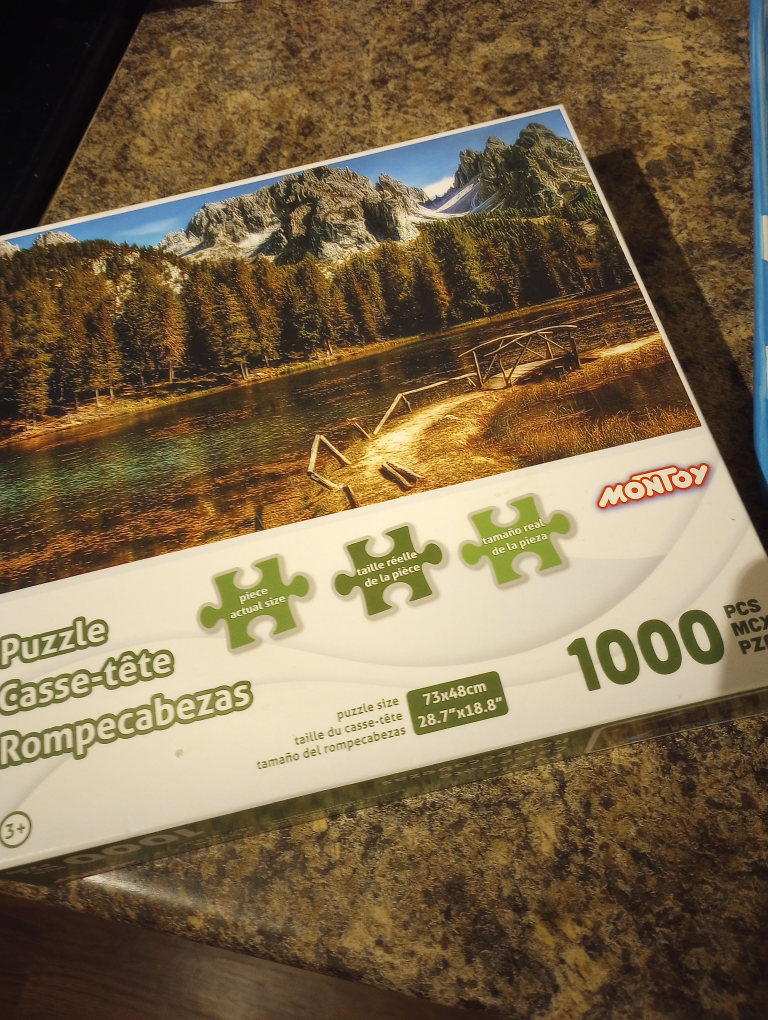 MONTOY
piece
actual size
taille réelle
de la pièce
tamaño real
de la pieza
Puzzle
Casse-tête
Rompecabezas
1000
PCS
puzzle size
taille du casse-tête
tamaño del rompecabezas
73x48cm
28.7"x18.8"
3+
1000